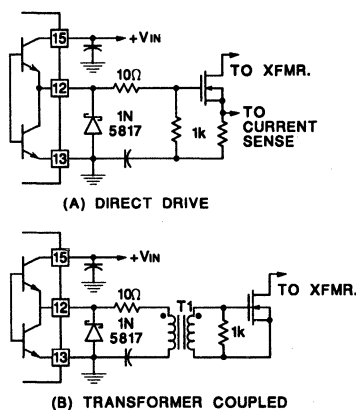 15
+VIN
12
10Ω
TO XFMR.
1N
5817
1k
TO
CURRENT
SENSE
13
(A) DIRECT DRIVE
15
+VIN
12
10Ω
T1
TO XFMR.
1N
5817
1k
13
(B) TRANSFORMER COUPLED